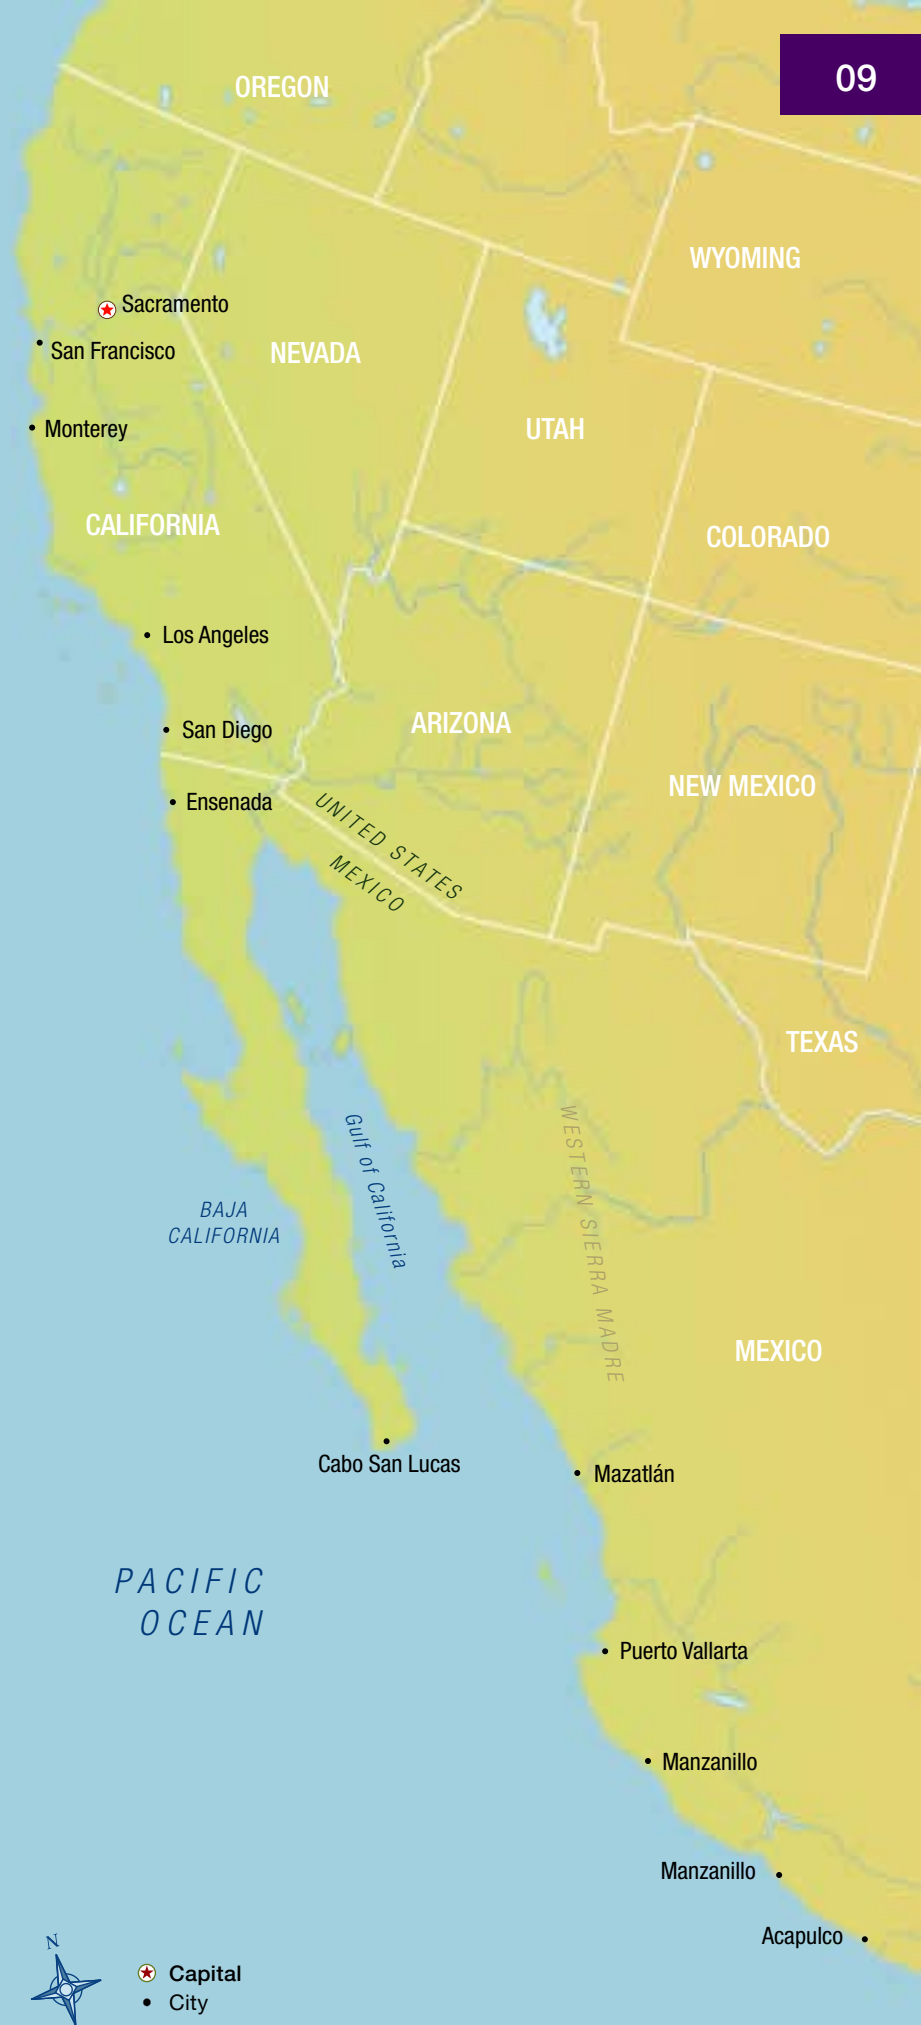 09
OREGON
WYOMING
Sacramento
San Francisco
NEVADA
UTAH
Monterey
CALIFORNIA
COLORADO
Los Angeles
ARIZONA
San Diego
NEW MEXICO
Ensenada
UNITED STATES
MEXICO
TEXAS
Gulf of California
WESTERN SIERRA MADRE
BAJA
CALIFORNIA
MEXICO
Cabo San Lucas
Mazatlán
PACIFIC
OCEAN
Puerto Vallarta
Manzanillo
Manzanillo
Acapulco
N
Capital
City